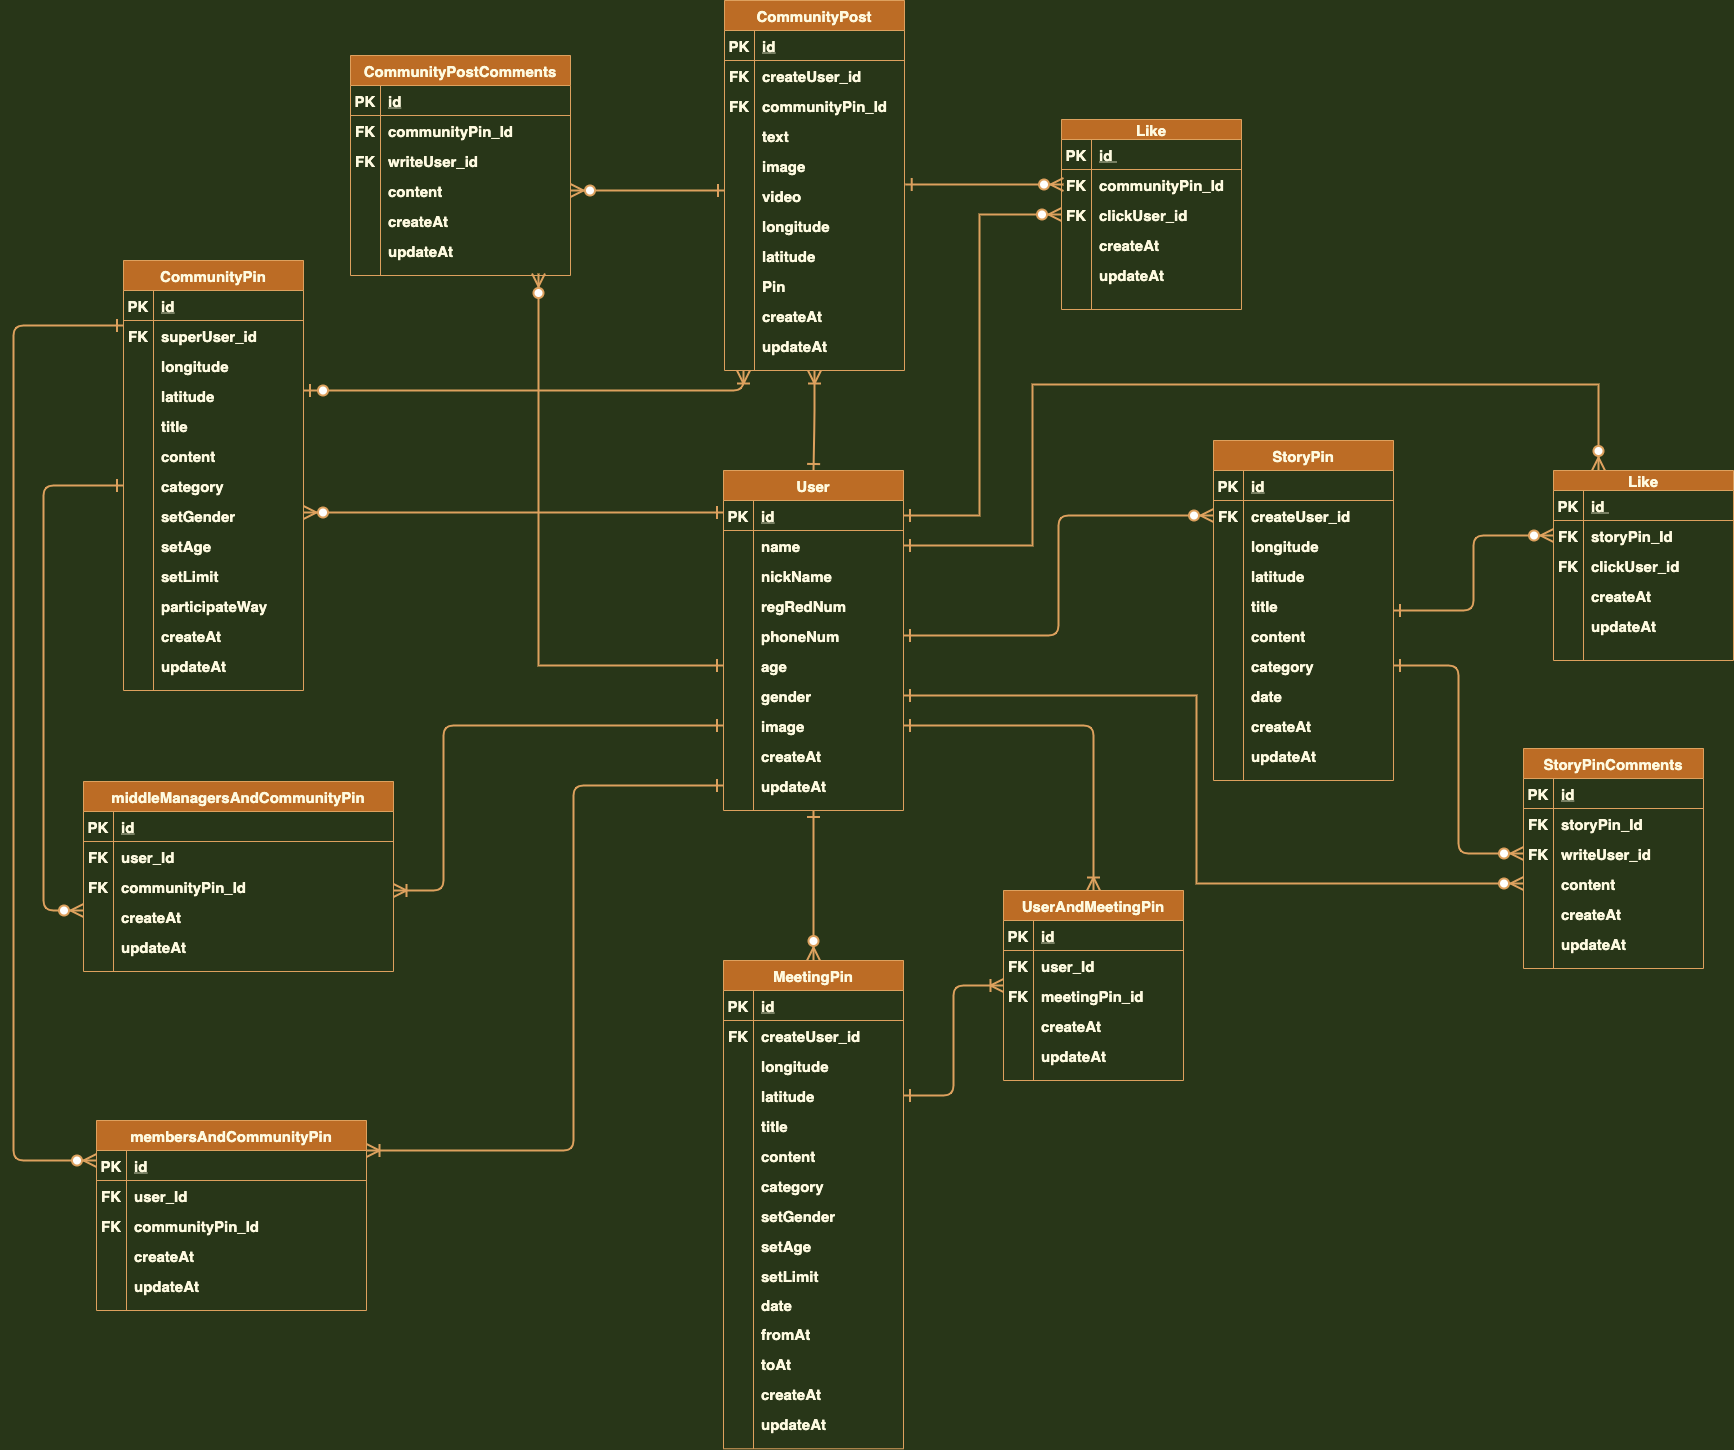 CommunityPost
PK id
FK createUser_id
FK communityPin_Id
text
image
video
longitude
latitude
Pin
createAt
updateAt
CommunityPostComments
PK id
FK communityPin_Id
FK writeUser_id
content
createAt
updateAt
Like
PK id
FK communityPin_Id
FK clickUser_id
createAt
updateAt
CommunityPin
PK id
FK superUser_id
longitude
latitude
title
content
category
setGender
setAge
setLimit
participateWay
createAt
updateAt
User
PK id
name
nickName
regRedNum
phoneNum
age
gender
image
createAt
updateAt
StoryPin
PK id
FK createUser_id
longitude
latitude
title
content
category
date
createAt
updateAt
Like
PK id
FK storyPin_Id
FK clickUser_id
createAt
updateAt
StoryPinComments
PK id
FK storyPin_Id
FK writeUser_id
content
createAt
updateAt
middleManagersAndCommunityPin
PK id
FK user_Id
FK communityPin_Id
createAt
updateAt
UserAndMeetingPin
PK id
FK user_Id
FK meetingPin_id
createAt
updateAt
MeetingPin
PK id
FK createUser_id
longitude
latitude
title
content
category
setGender
setAge
setLimit
date
fromAt
toAt
createAt
updateAt
membersAndCommunityPin
PK id
FK user_Id
FK communityPin_Id
createAt
updateAt